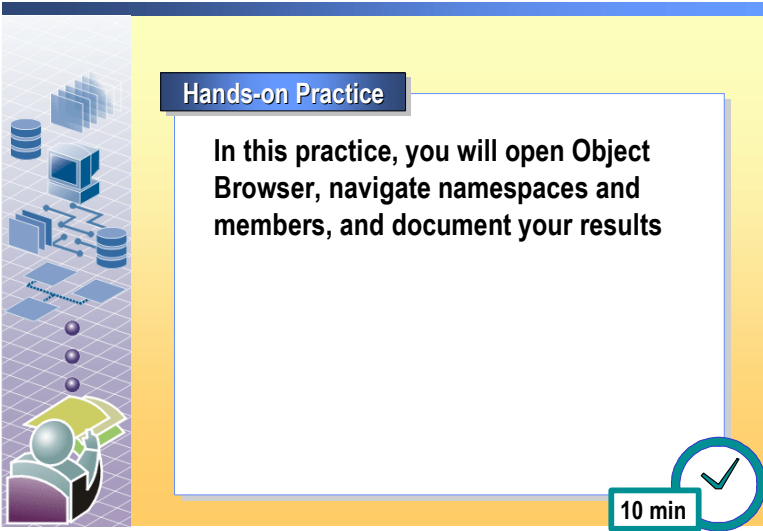 Hands-on Practice
In this practice, you will open Object
Browser, navigate namespaces and
members, and document your results
10 min